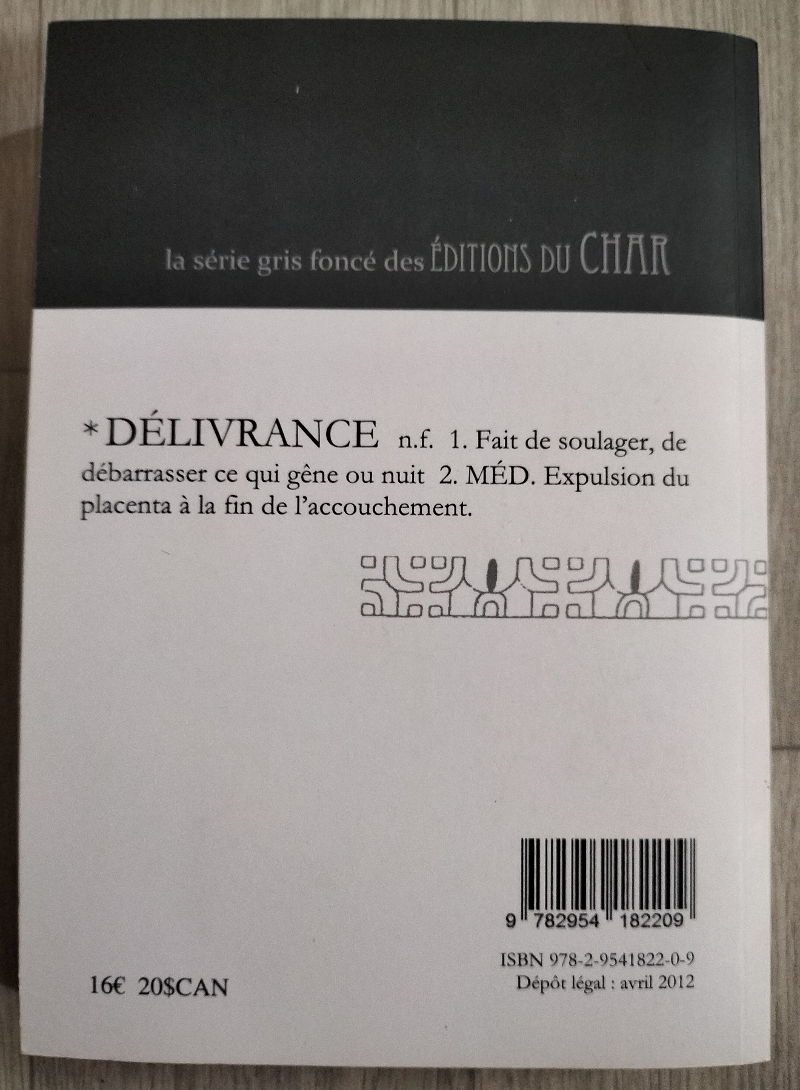 la série gris foncé des ÉDITIONS DU CHAR
*DÉLIVRANCE n.f. 1. Fait de soulager, de
débarrasser ce qui gêne ou nuit 2. MÉD. Expulsion du
placenta à la fin de l'accouchement.
9 782954 182209
ISBN 978-2-9541822-0-9
Dépôt légal : avril 2012
16€ 20$CAN